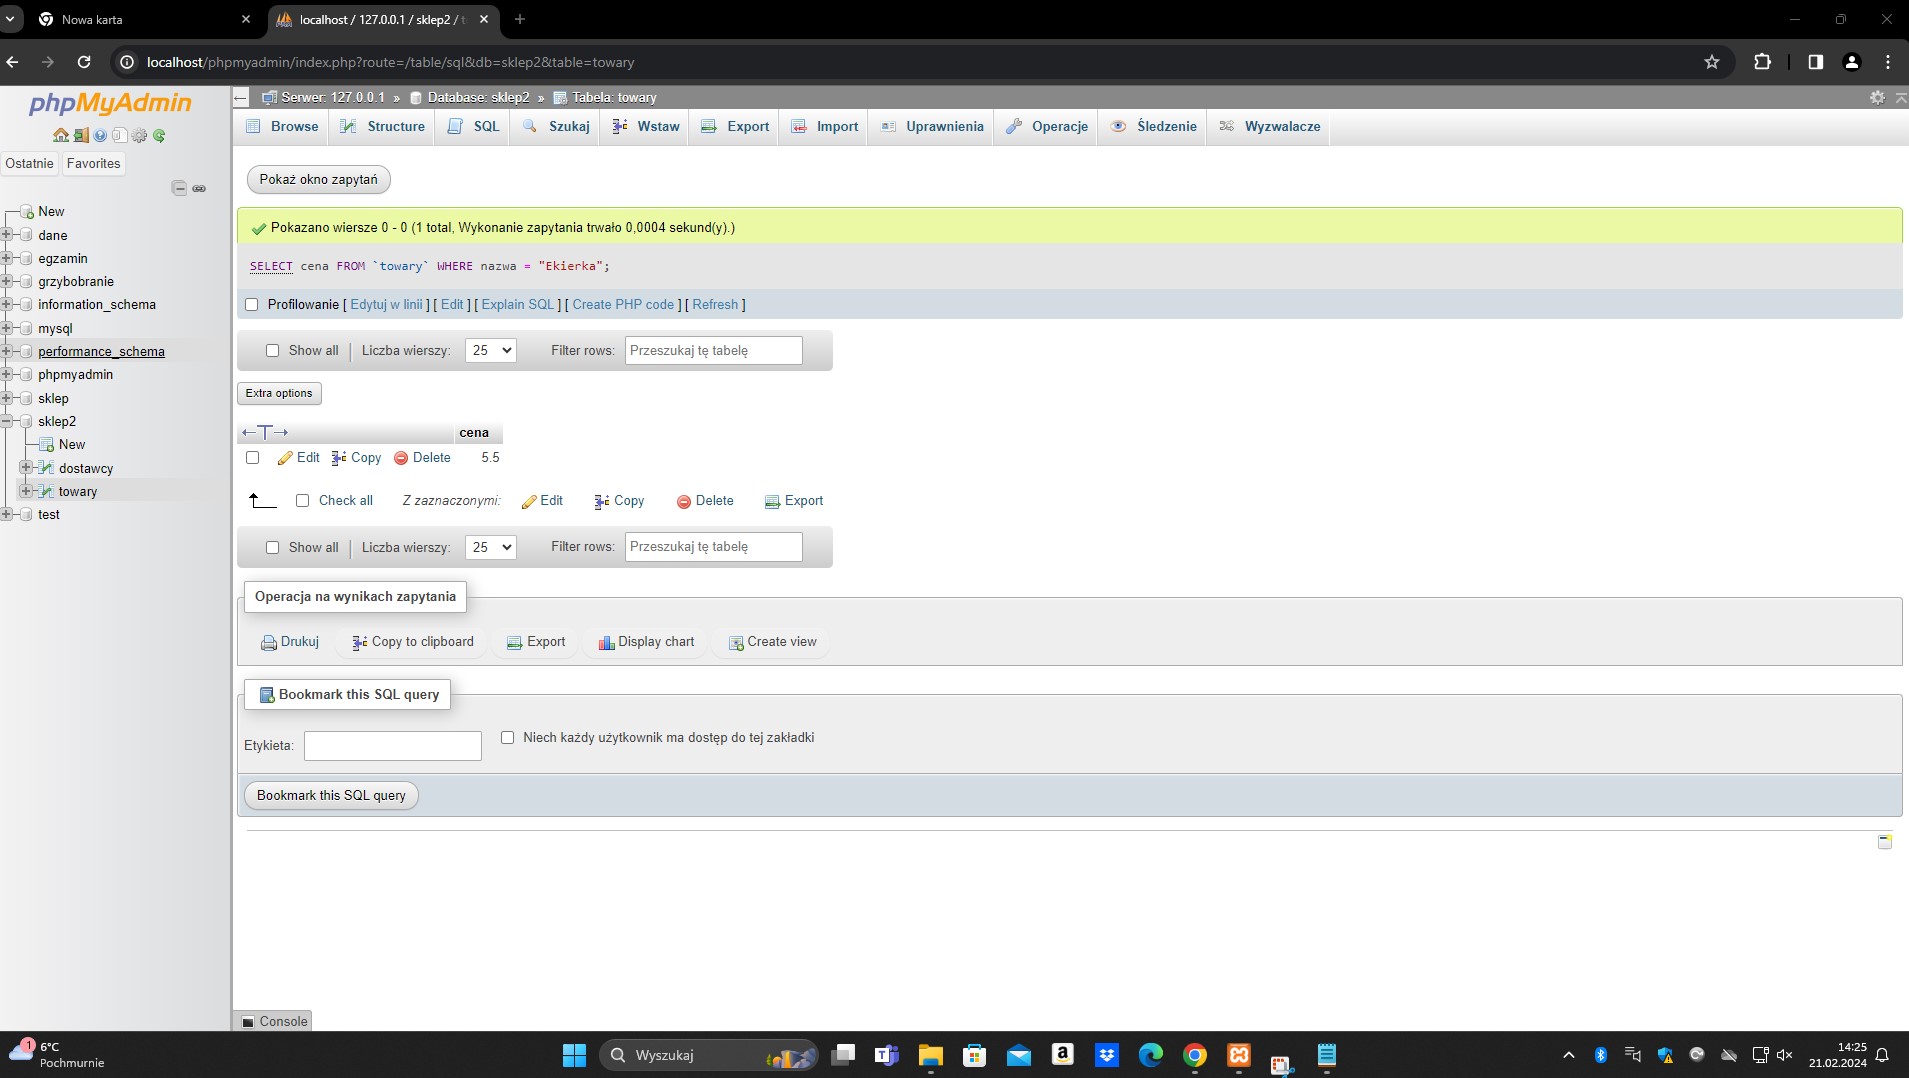 Nowa karta
localhost / 127.0.0.1 / sklep2 / t
localhost/phpmyadmin/index.php?route=/table/sql&db=sklep2&table=towary
phpMyAdmin
Ostatnie Favorites
New
dane
egzamin
grzybobranie
information_schema
mysql
performance_schema
phpmyadmin
sklep
sklep2
New
dostawcy
towary
test
Serwer: 127.0.0.1 » Database: sklep2 » Tabela: towary
Browse Structure SQL Szukaj Wstaw Export Import Uprawnienia Operacje Śledzenie Wyzwalacze
Pokaż okno zapytań
Pokazano wiersze 0 - 0 (1 total, Wykonanie zapytania trwało 0,0004 sekund(y).)
SELECT cena FROM `towary` WHERE nazwa = "Ekierka";
Profilowanie [ Edytuj w linii ] [ Edit ] [ Explain SQL ] [ Create PHP code ] [ Refresh ]
Show all Liczba wierszy: 25 Filter rows: Przeszukaj tę tabelę
Extra options
cena
Edit Copy Delete 5.5
Check all Z zaznaczonymi: Edit Copy Delete Export
Show all Liczba wierszy: 25 Filter rows: Przeszukaj tę tabelę
Operacja na wynikach zapytania
Drukuj Copy to clipboard Export Display chart Create view
Bookmark this SQL query
Etykieta: Niech każdy użytkownik ma dostęp do tej zakładki
Bookmark this SQL query
Console
1
6°C
Pochmurnie
Wyszukaj
14:25
21.02.2024